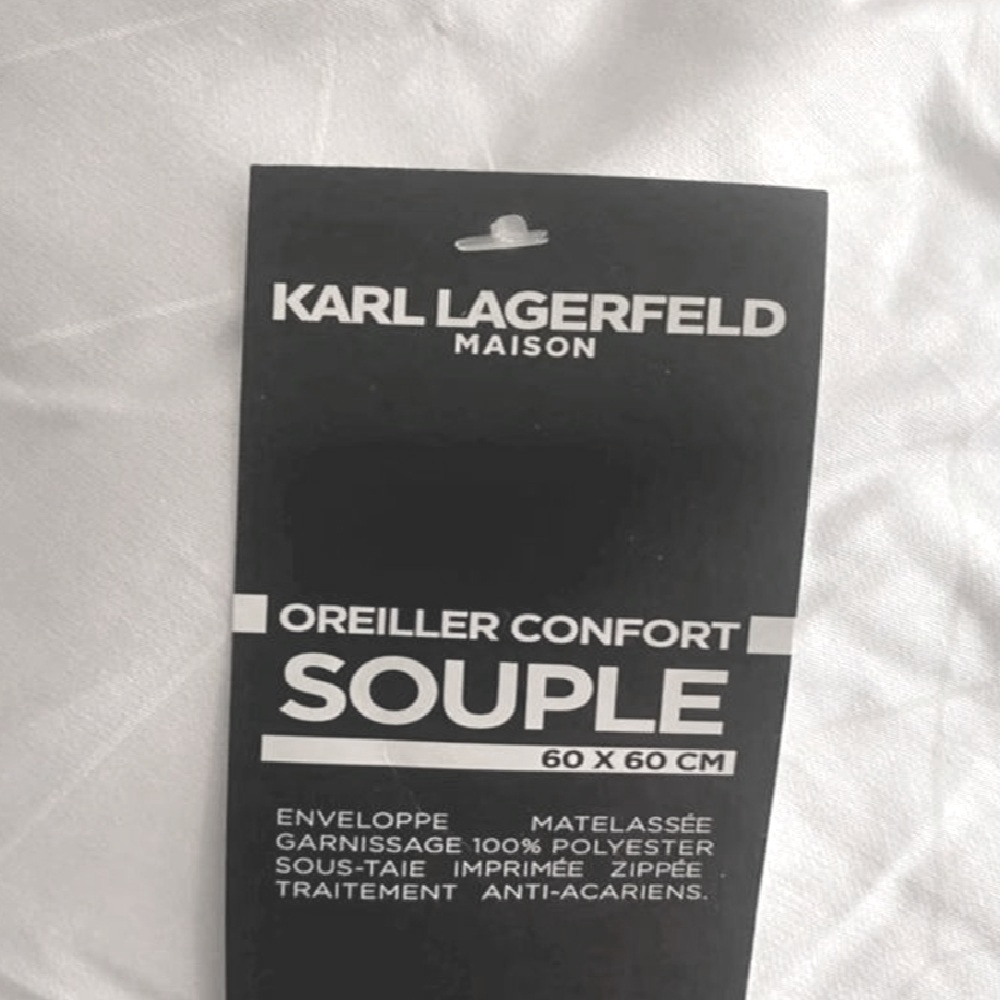 KARL LAGERFELD
MAISON
OREILLER CONFORT
SOUPLE
60 X 60 CM
ENVELOPPE MATELASSÉE
GARNISSAGE 100% POLYESTER
SOUS-TAIE IMPRIMÉE ZIPPÉE .
TRAITEMENT ANTI-ACARIENS.